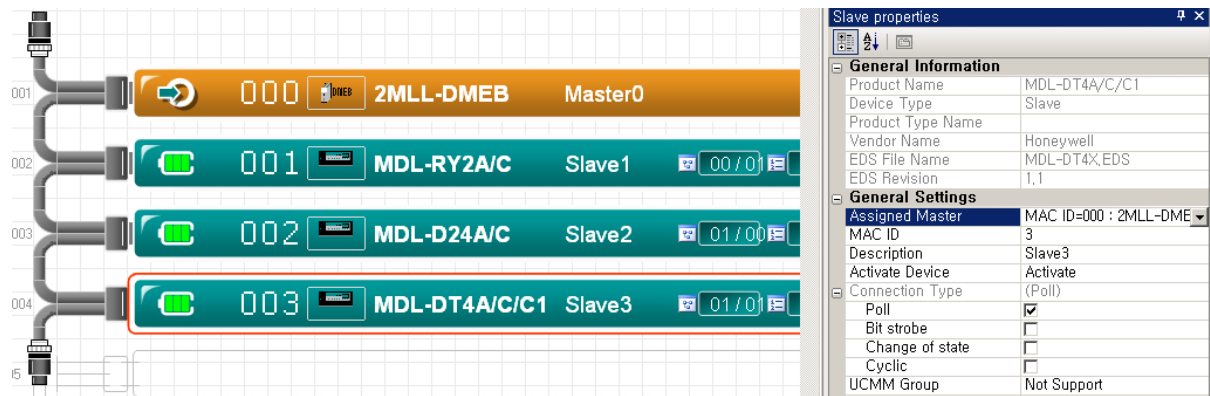 001
000 DMEB 2MLL-DMEB Master0
002
001 MDL-RY2A/C Slave1 00/01
003
002 MDL-D24A/C Slave2 01/00
004
003 MDL-DT4A/C/C1 Slave3 01/01
Slave properties
General Information
Product Name MDL-DT4A/C/C1
Device Type Slave
Product Type Name
Vendor Name Honeywell
EDS File Name MDL-DT4X,EDS
EDS Revision 1,1
General Settings
Assigned Master MAC ID=000 : 2MLL-DME
MAC ID 3
Description Slave3
Activate Device Activate
Connection Type (Poll)
Poll
Bit strobe
Change of state
Cyclic
UCMM Group Not Support